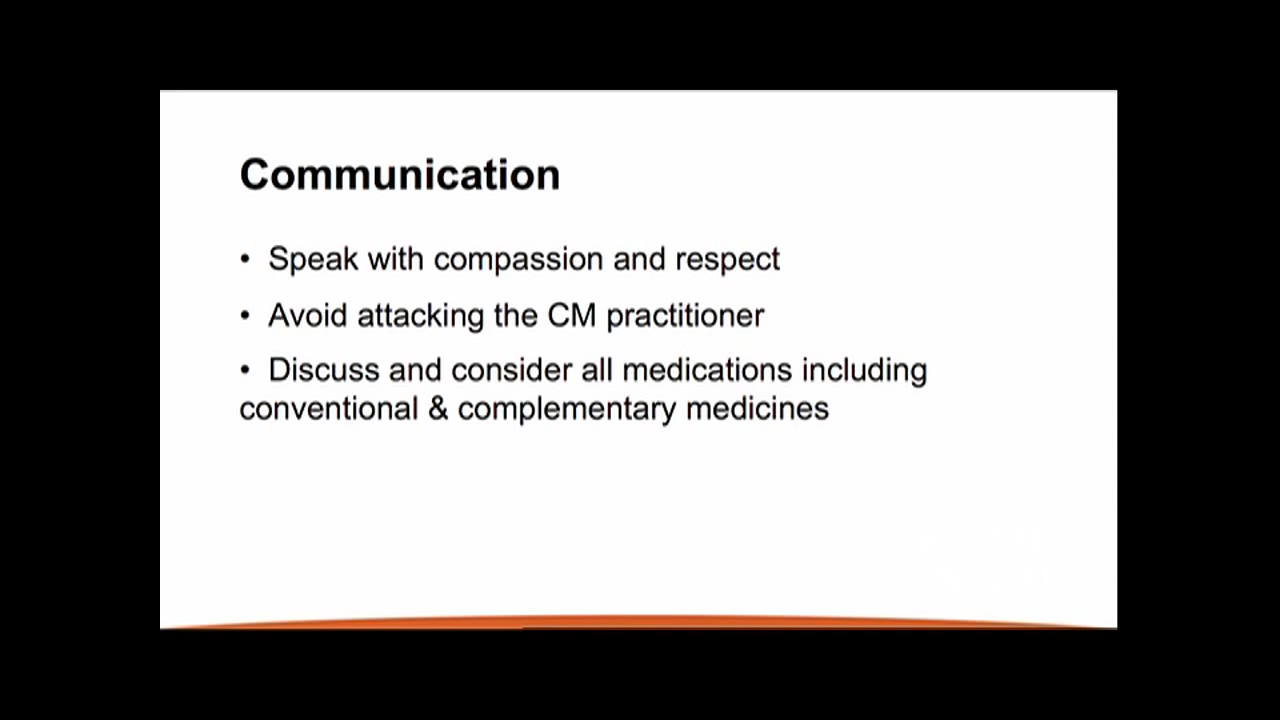 Communication
• Speak with compassion and respect
• Avoid attacking the CM practitioner
• Discuss and consider all medications including
conventional & complementary medicines